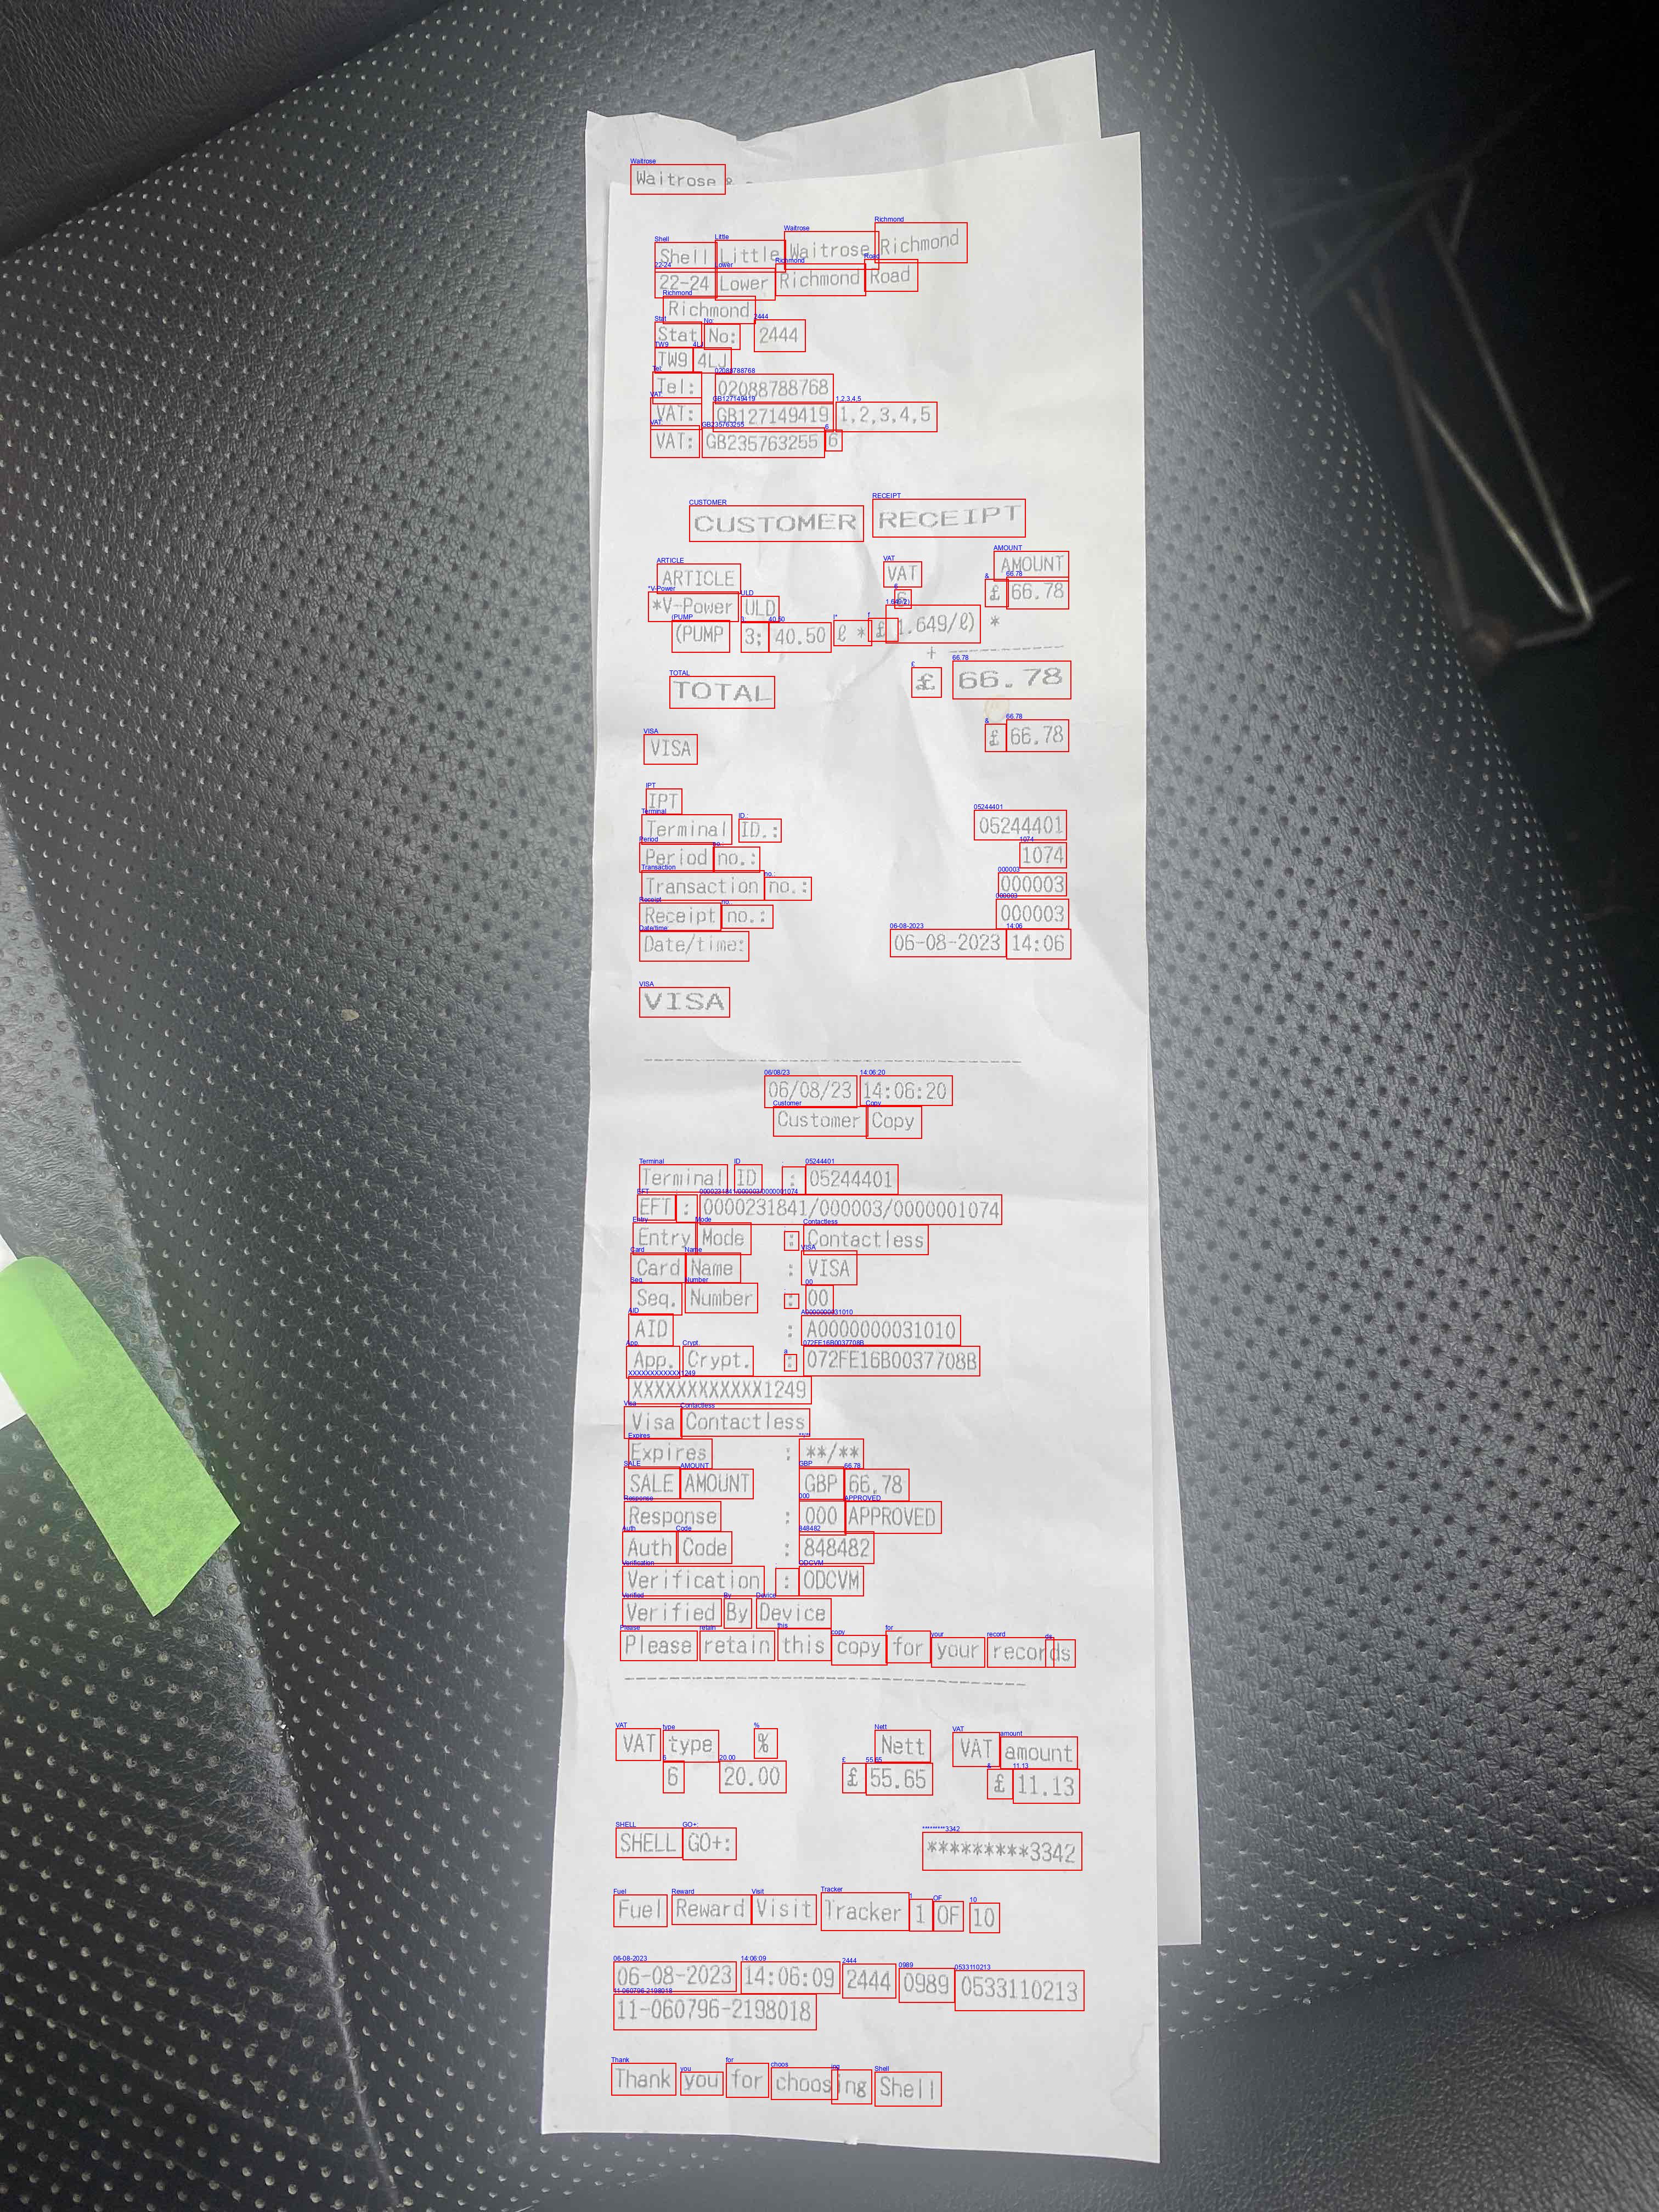 Waitrose &
Shell Little Waitrose Richmond
22-24 Lower Richmond Road
Richmond
Stat No: 2444
TW9 4LJ
Tel: 02088788768
VAT: GB127149419 1,2,3,4,5
VAT: GB235763255 6
CUSTOMER RECEIPT
ARTICLE VAT AMOUNT
*V-Power ULD 6 £ 66.78
(PUMP 3; 40.50 ℓ * £ 1.649/ℓ) *
+ ------------
TOTAL £ 66.78
VISA £ 66.78
IPT
Terminal ID.: 05244401
Period no.: 1074
Transaction no.: 000003
Receipt no.: 000003
Date/time: 06-08-2023 14:06
VISA
06/08/23 14:06:20
Customer Copy
Terminal ID : 05244401
EFT : 0000231841/000003/0000001074
Entry Mode : Contactless
Card Name : VISA
Seq. Number : 00
AID : A0000000031010
App. Crypt. : 072FE16B0037708B
XXXXXXXXXXXX1249
Visa Contactless
Expires : **/**
SALE AMOUNT GBP 66.78
Response : 000 APPROVED
Auth Code : 848482
Verification : ODCVM
Verified By Device
Please retain this copy for your records
VAT type % Nett VAT amount
6 20.00 £ 55.65 £ 11.13
SHELL GO+: *********3342
Fuel Reward Visit Tracker 1 OF 10
06-08-2023 14:06:09 2444 0989 0533110213
11-060796-2198018
Thank you for choosing Shell